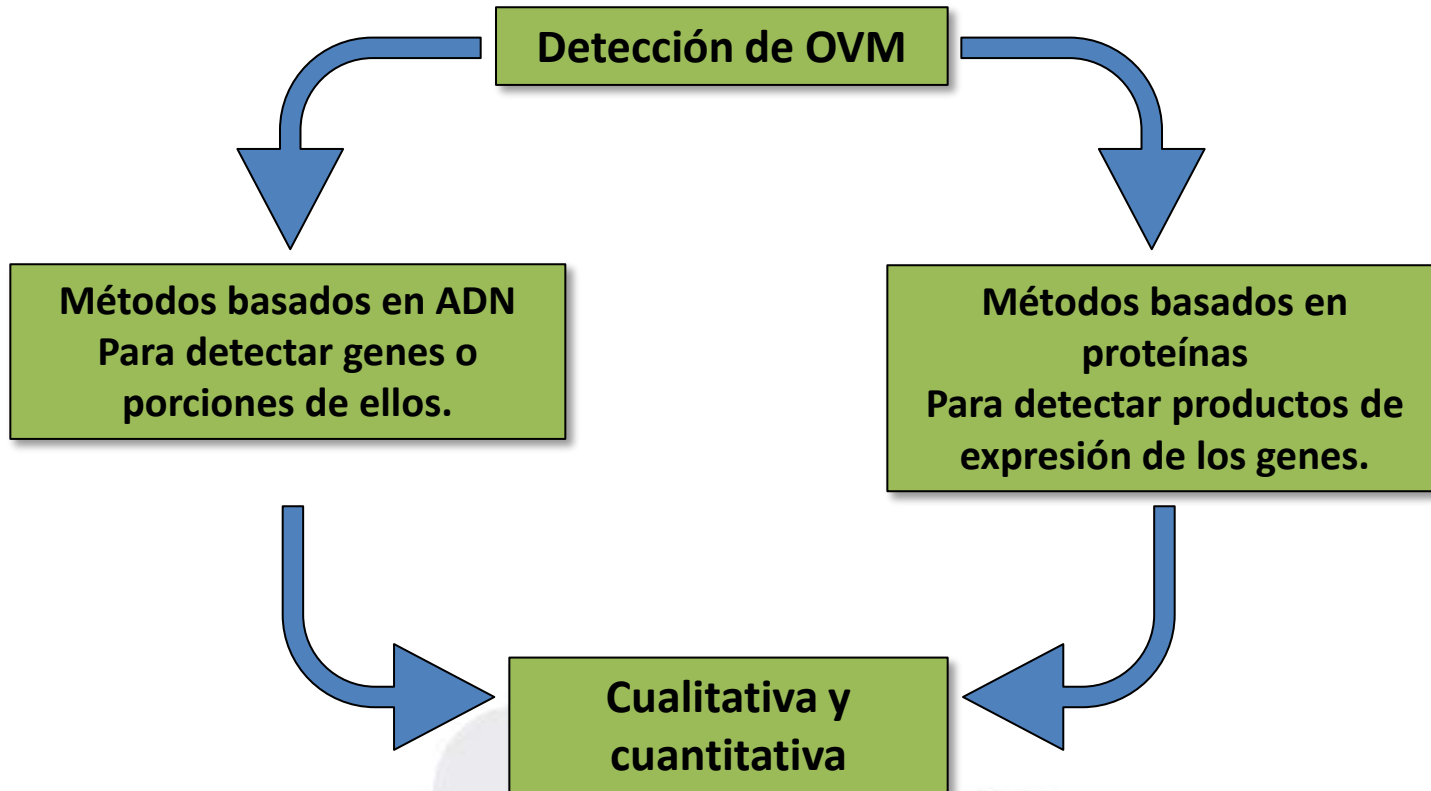 Detección de OVM
Métodos basados en ADN
Para detectar genes o
porciones de ellos.
Métodos basados en
proteínas
Para detectar productos de
expresión de los genes.
Cualitativa y
cuantitativa